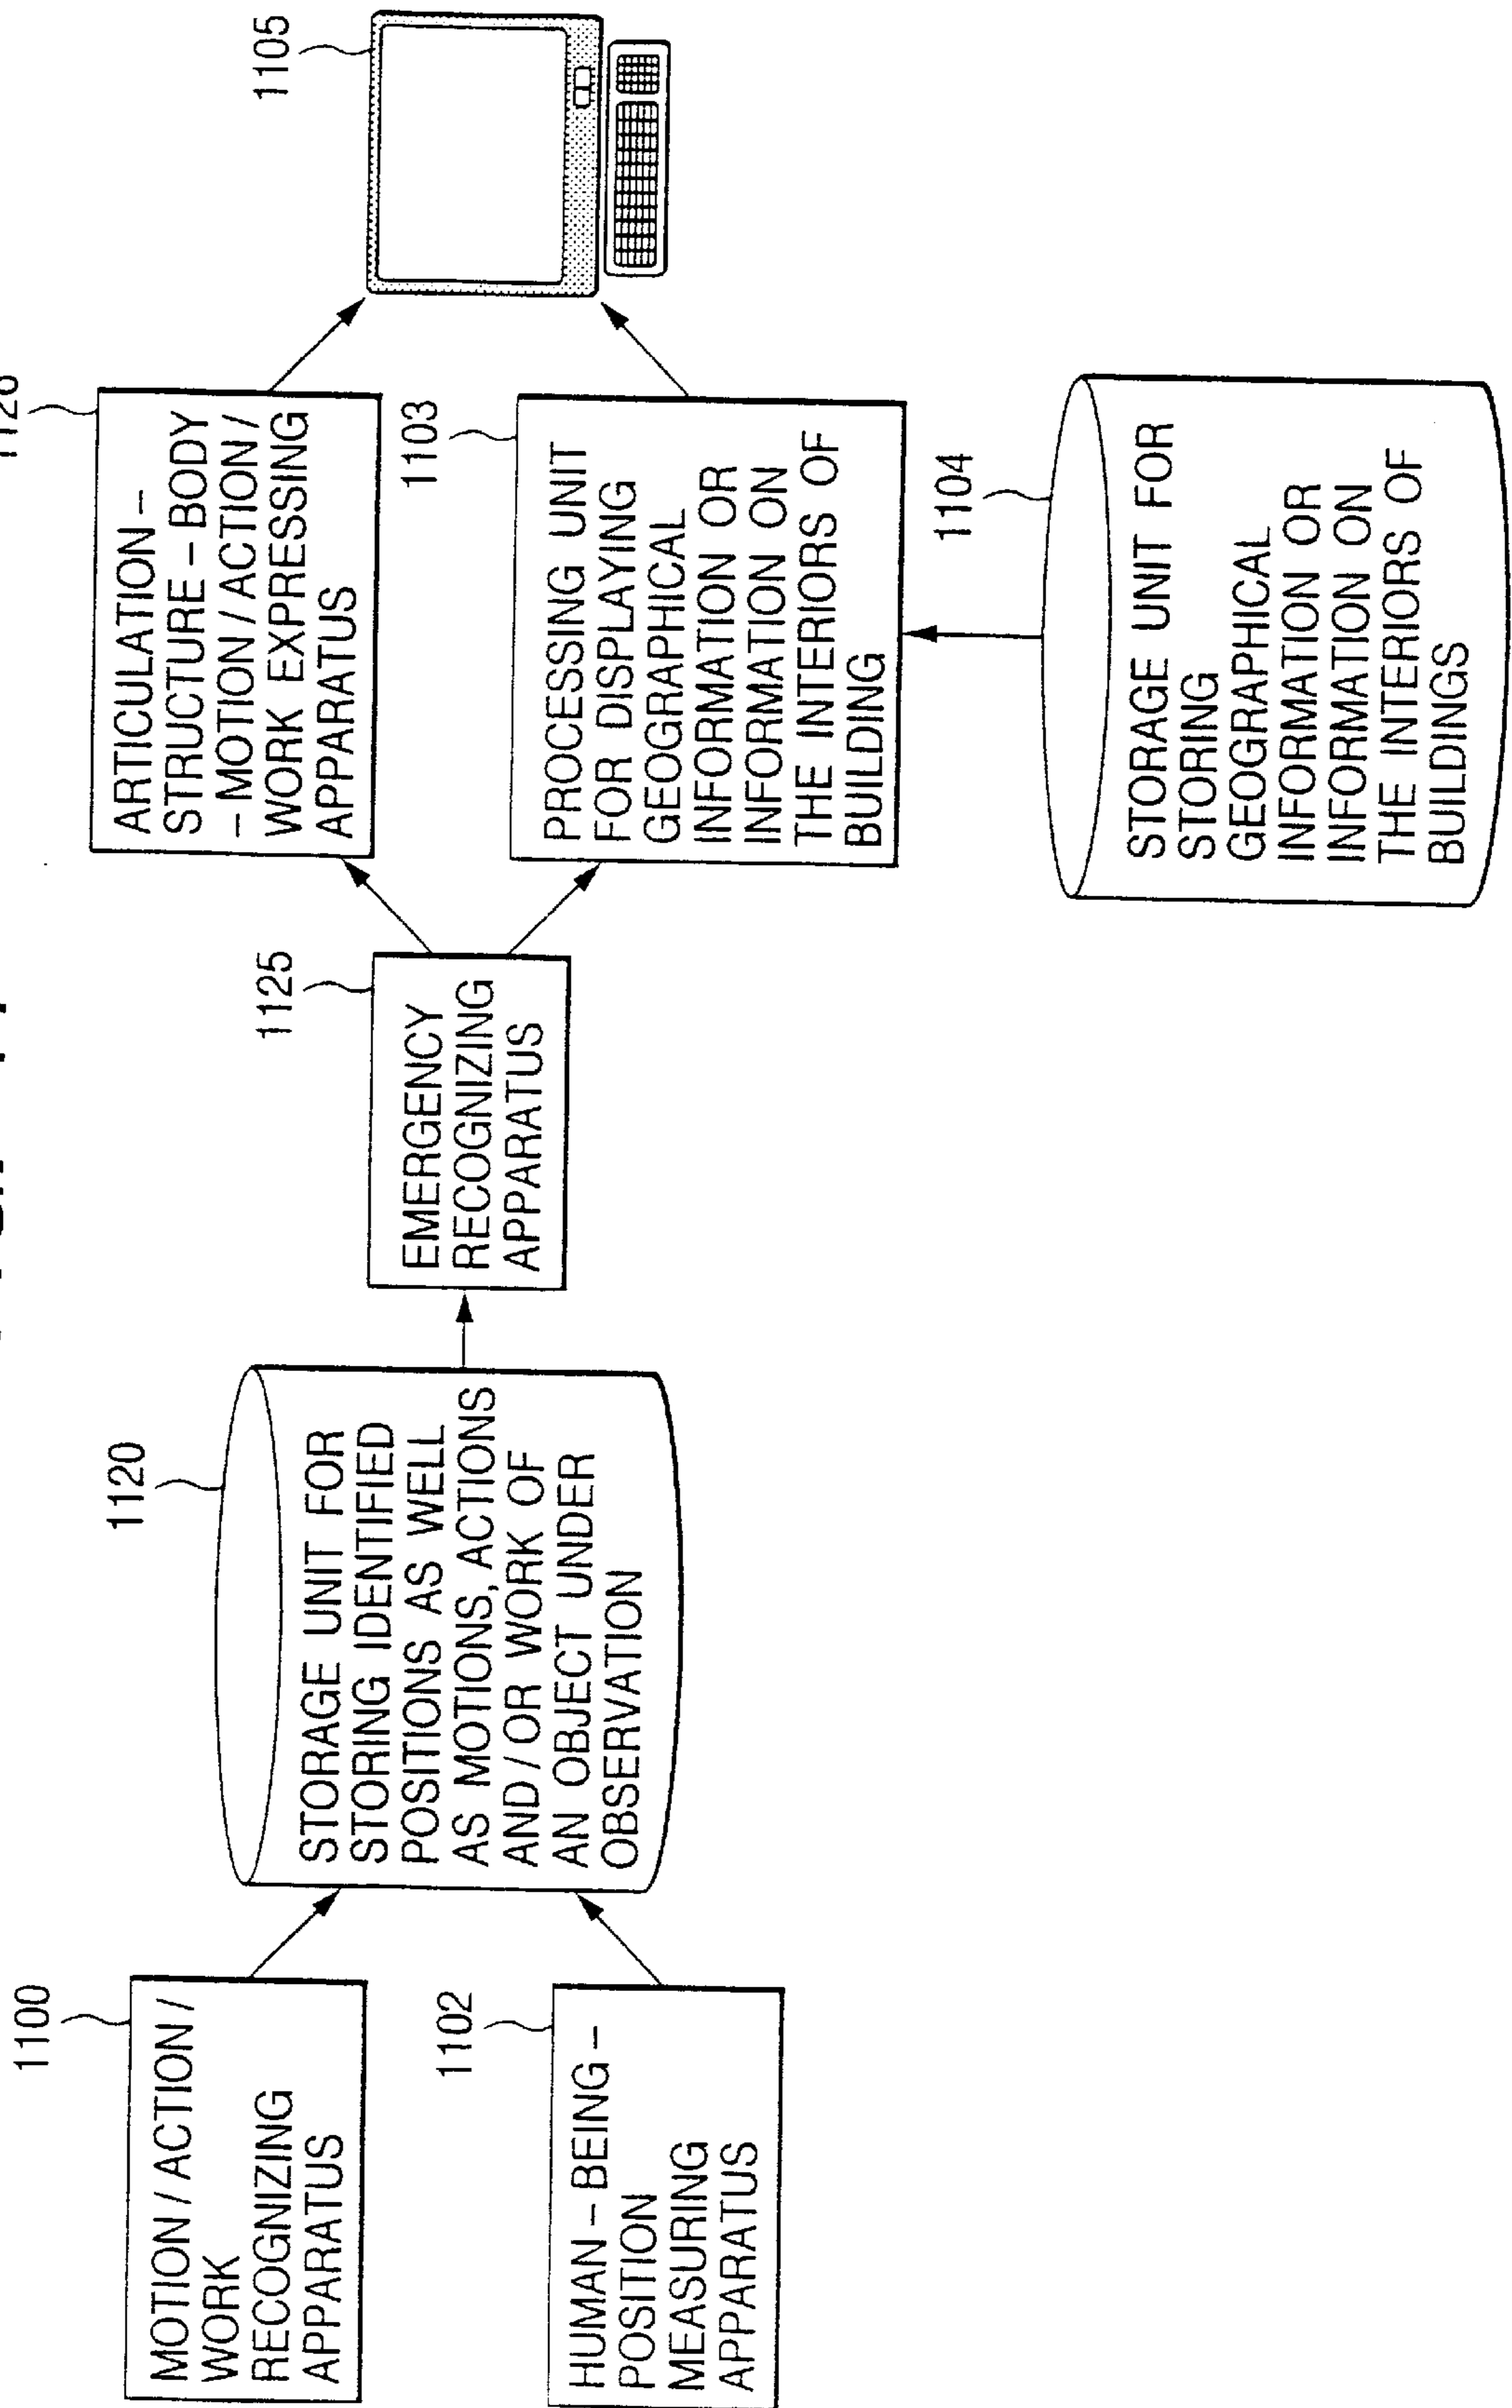 1100
MOTION / ACTION /
WORK
RECOGNIZING
APPARATUS
1102
HUMAN – BEING –
POSITION
MEASURING
APPARATUS
1120
STORAGE UNIT FOR
STORING IDENTIFIED
POSITIONS AS WELL
AS MOTIONS, ACTIONS
AND / OR WORK OF
AN OBJECT UNDER
OBSERVATION
1125
EMERGENCY
RECOGNIZING
APPARATUS
ARTICULATION –
STRUCTURE – BODY
– MOTION / ACTION /
WORK EXPRESSING
APPARATUS
1103
PROCESSING UNIT
FOR DISPLAYING
GEOGRAPHICAL
INFORMATION OR
INFORMATION ON
THE INTERIORS OF
BUILDING
1104
STORAGE UNIT FOR
STORING
GEOGRAPHICAL
INFORMATION OR
INFORMATION ON
THE INTERIORS OF
BUILDINGS
1105